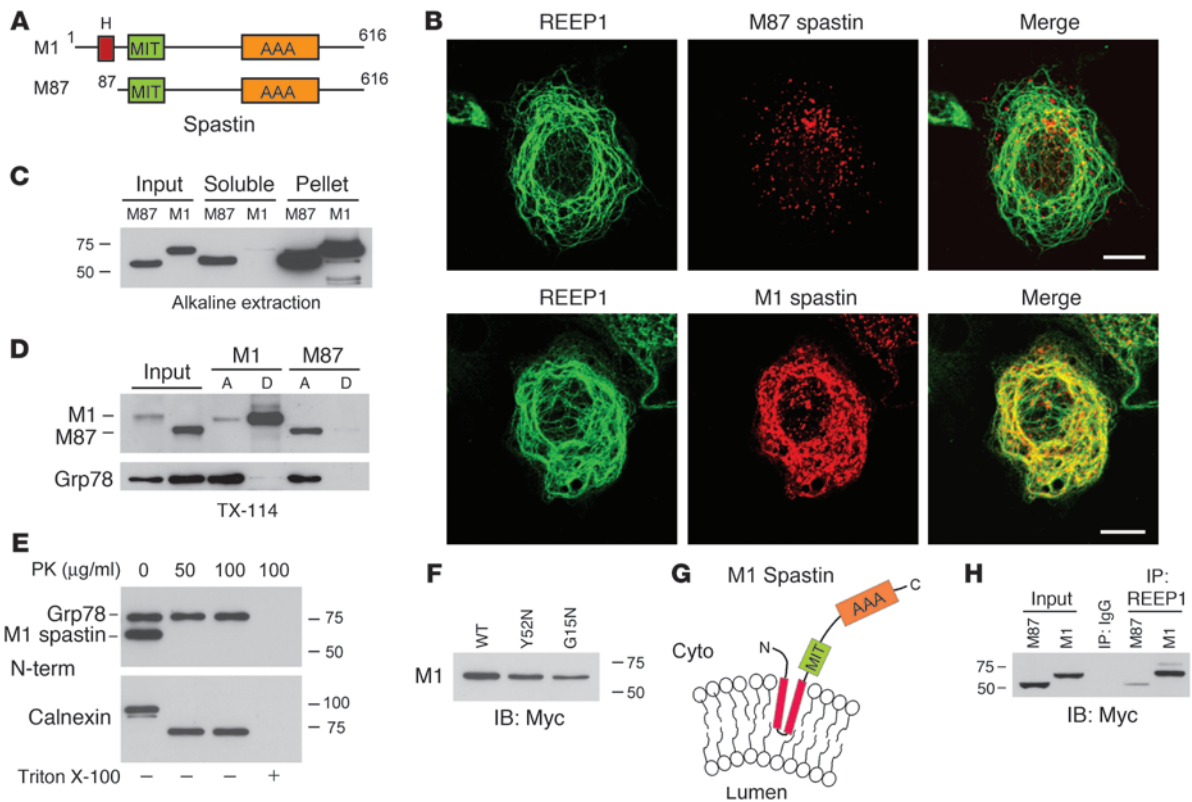 A
H
M1 1 MIT AAA 616
M87 87 MIT AAA 616
Spastin
B
REEP1 M87 spastin Merge
REEP1 M1 spastin Merge
C
Input Soluble Pellet
M87 M1 M87 M1 M87 M1
75
50
Alkaline extraction
D
Input M1 M87
A D A D
M1
M87
Grp78
TX-114
E
PK (μg/ml) 0 50 100 100
Grp78
M1 spastin
N-term
75
50
Calnexin
100
75
Triton X-100 – – – +
F
WT Y52N G15N
M1
75
50
IB: Myc
G
M1 Spastin
C
AAA
MIT
N
Cyto
Lumen
H
Input IP: IgG IP: REEP1
M87 M1 M87 M1
75
50
IB: Myc